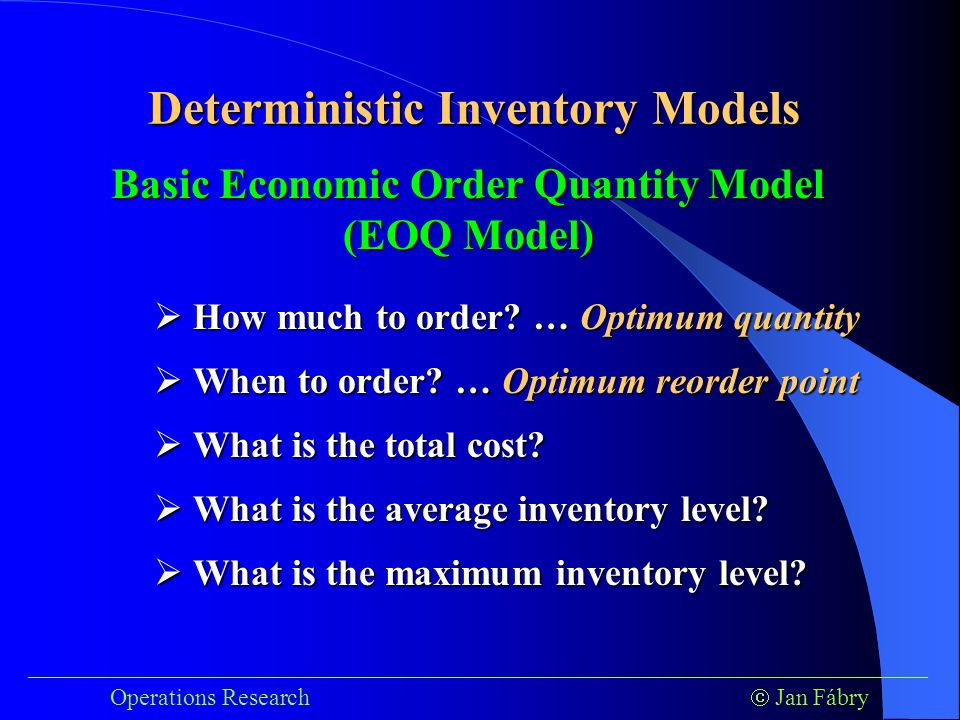 Deterministic Inventory Models
Basic Economic Order Quantity Model
(EOQ Model)
➢ How much to order? … Optimum quantity
➢ When to order? … Optimum reorder point
➢ What is the total cost?
➢ What is the average inventory level?
➢ What is the maximum inventory level?
Operations Research
© Jan Fábry